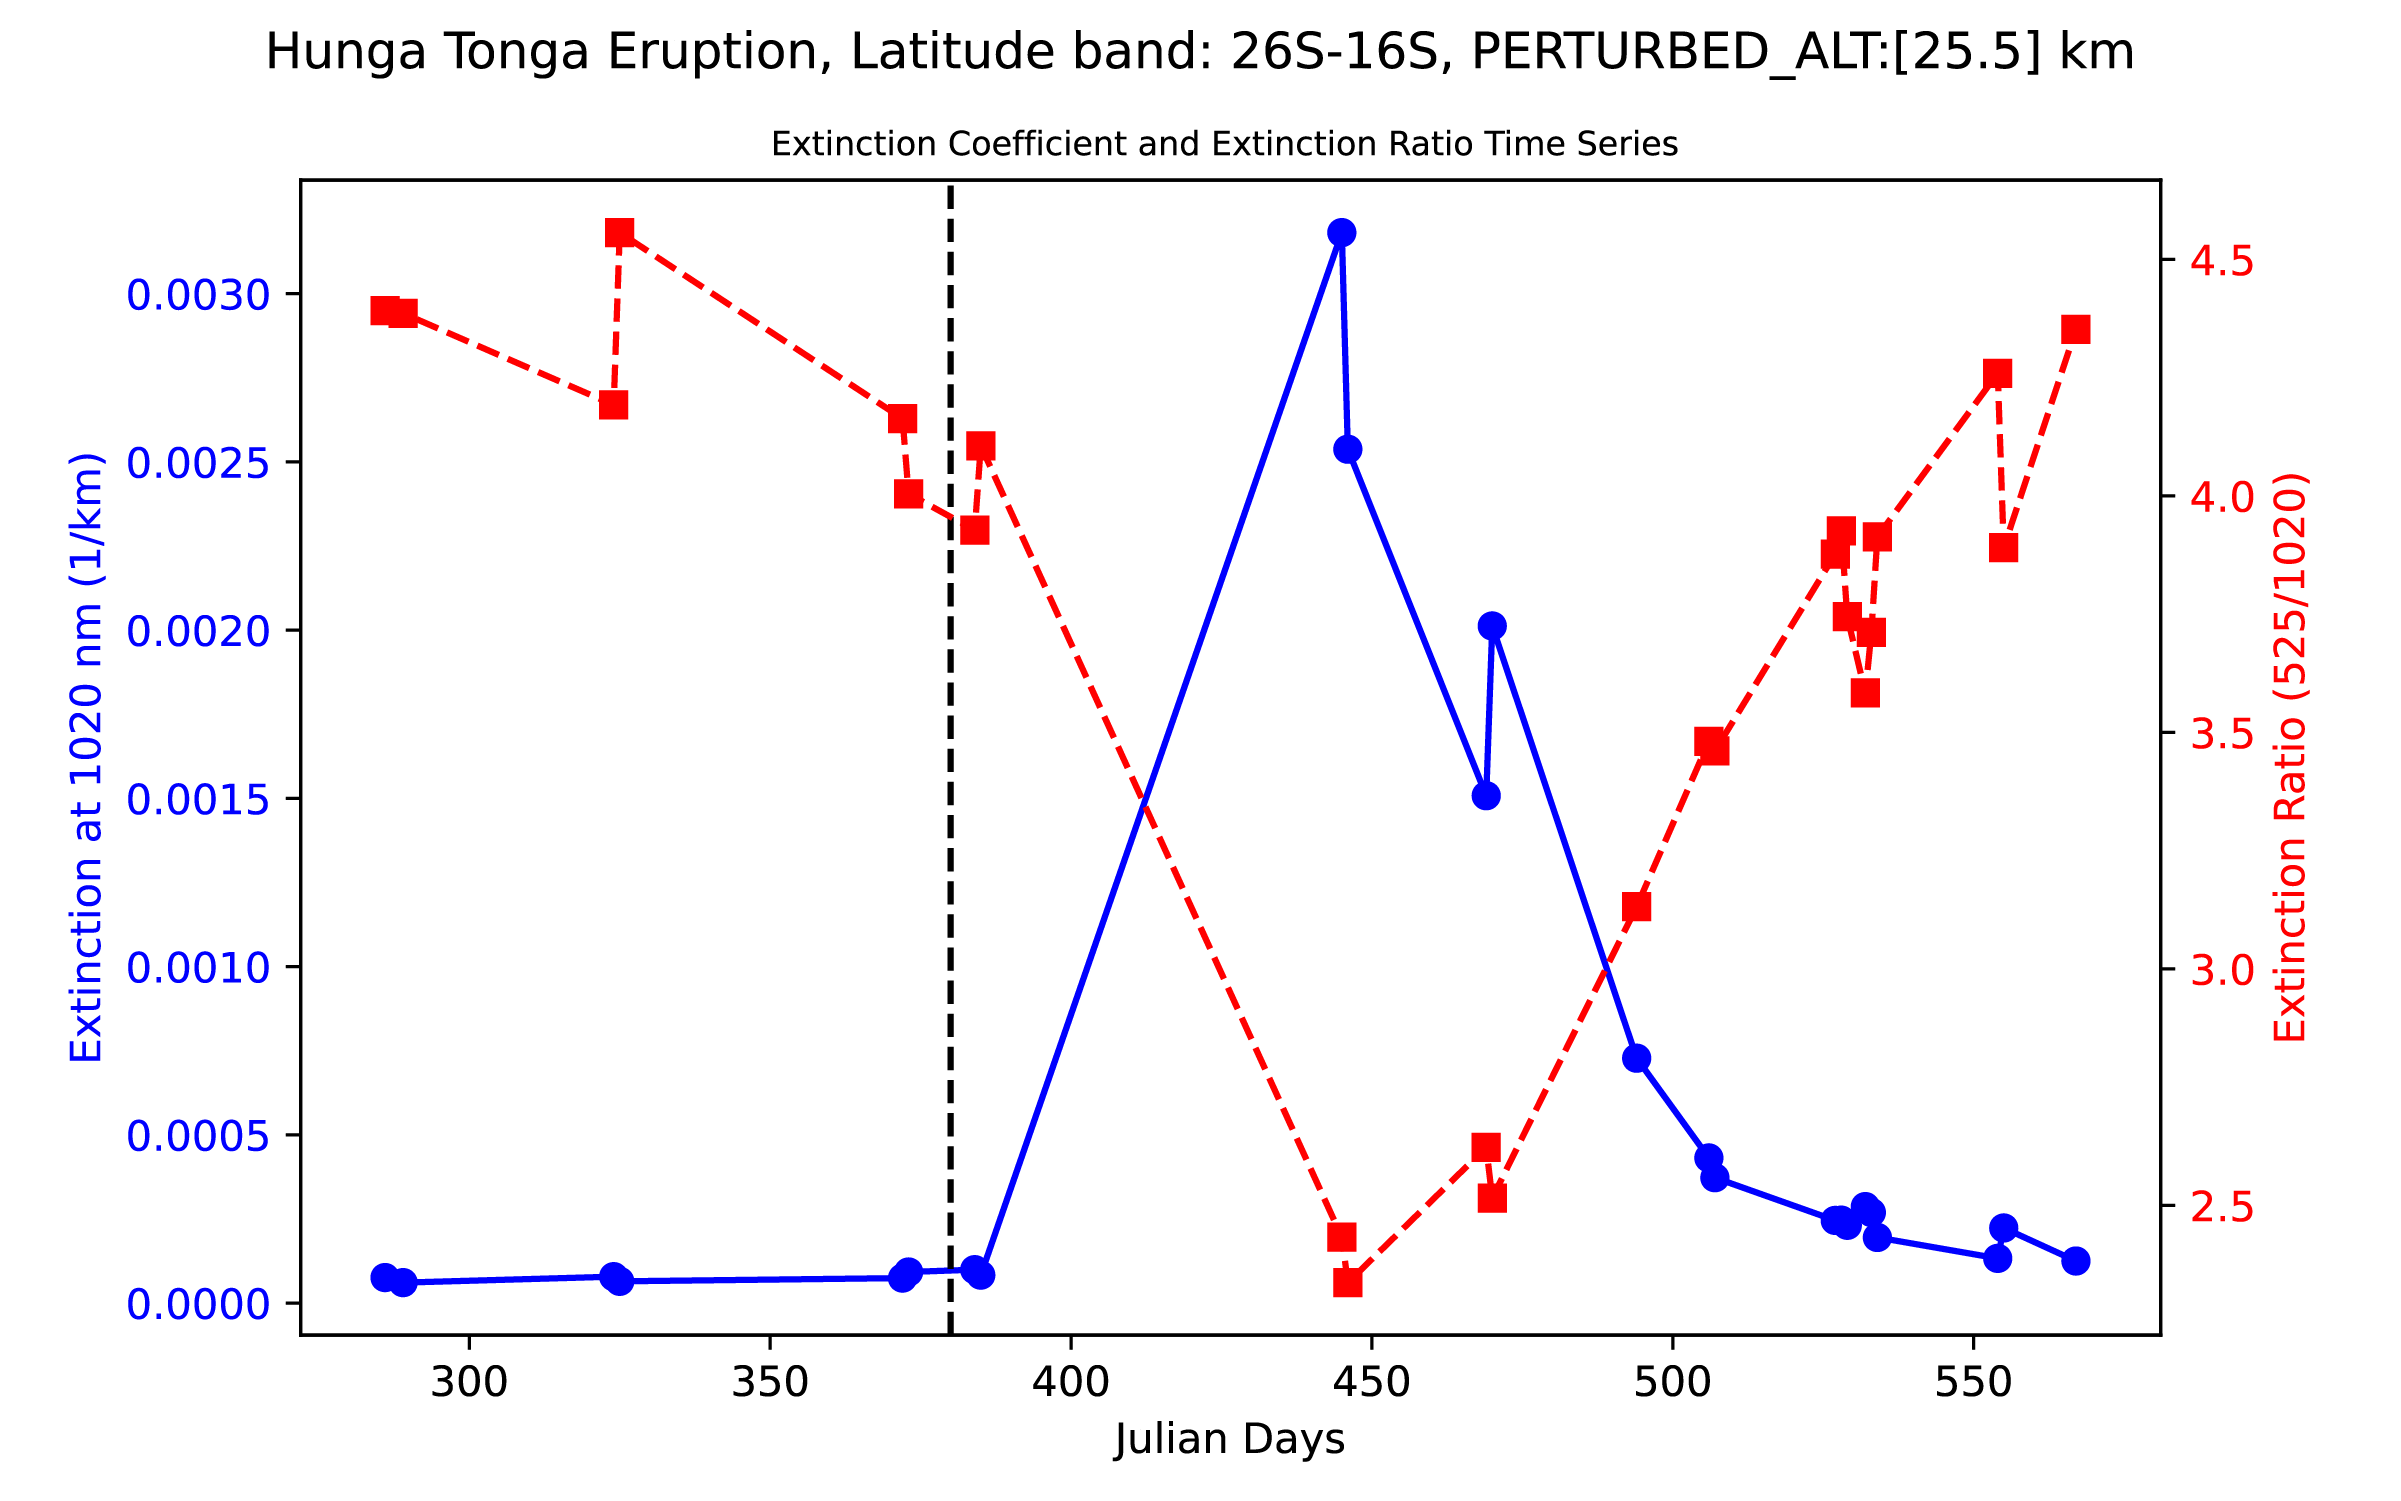 Hunga Tonga Eruption, Latitude band: 26S-16S, PERTURBED_ALT:[25.5] km
Extinction Coefficient and Extinction Ratio Time Series
Extinction at 1020 nm (1/km)
0.0030
0.0025
0.0020
0.0015
0.0010
0.0005
0.0000
4.5
4.0
3.5
3.0
2.5
Extinction Ratio (525/1020)
300 350 400 450 500 550
Julian Days